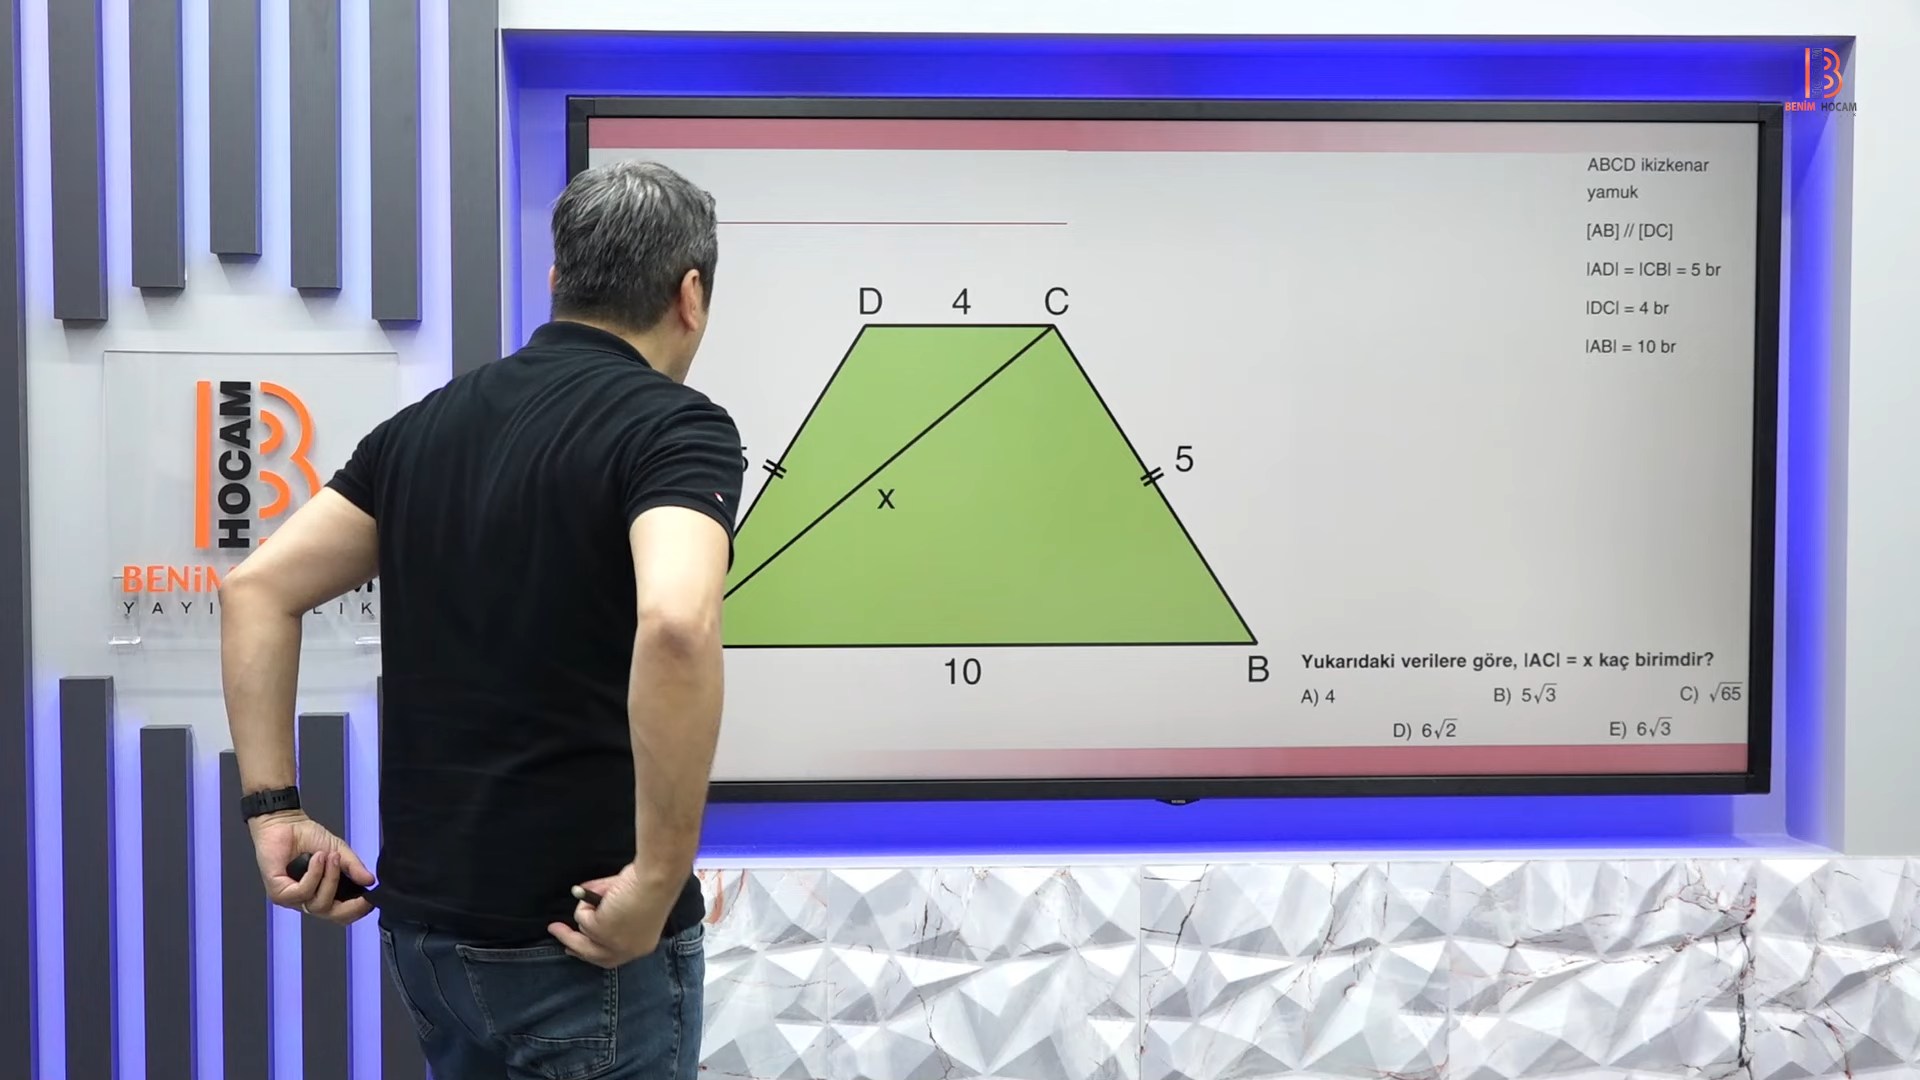 BENİM HOCAM
ABCD ikizkenar
yamuk
[AB] // [DC]
|AD| = |CB| = 5 br
|DC| = 4 br
|AB| = 10 br
D 4 C
5
x
5
10
B
Yukarıdaki verilere göre, |AC| = x kaç birimdir?
A) 4
B) 5√3
C) √65
D) 6√2
E) 6√3
HOCAM